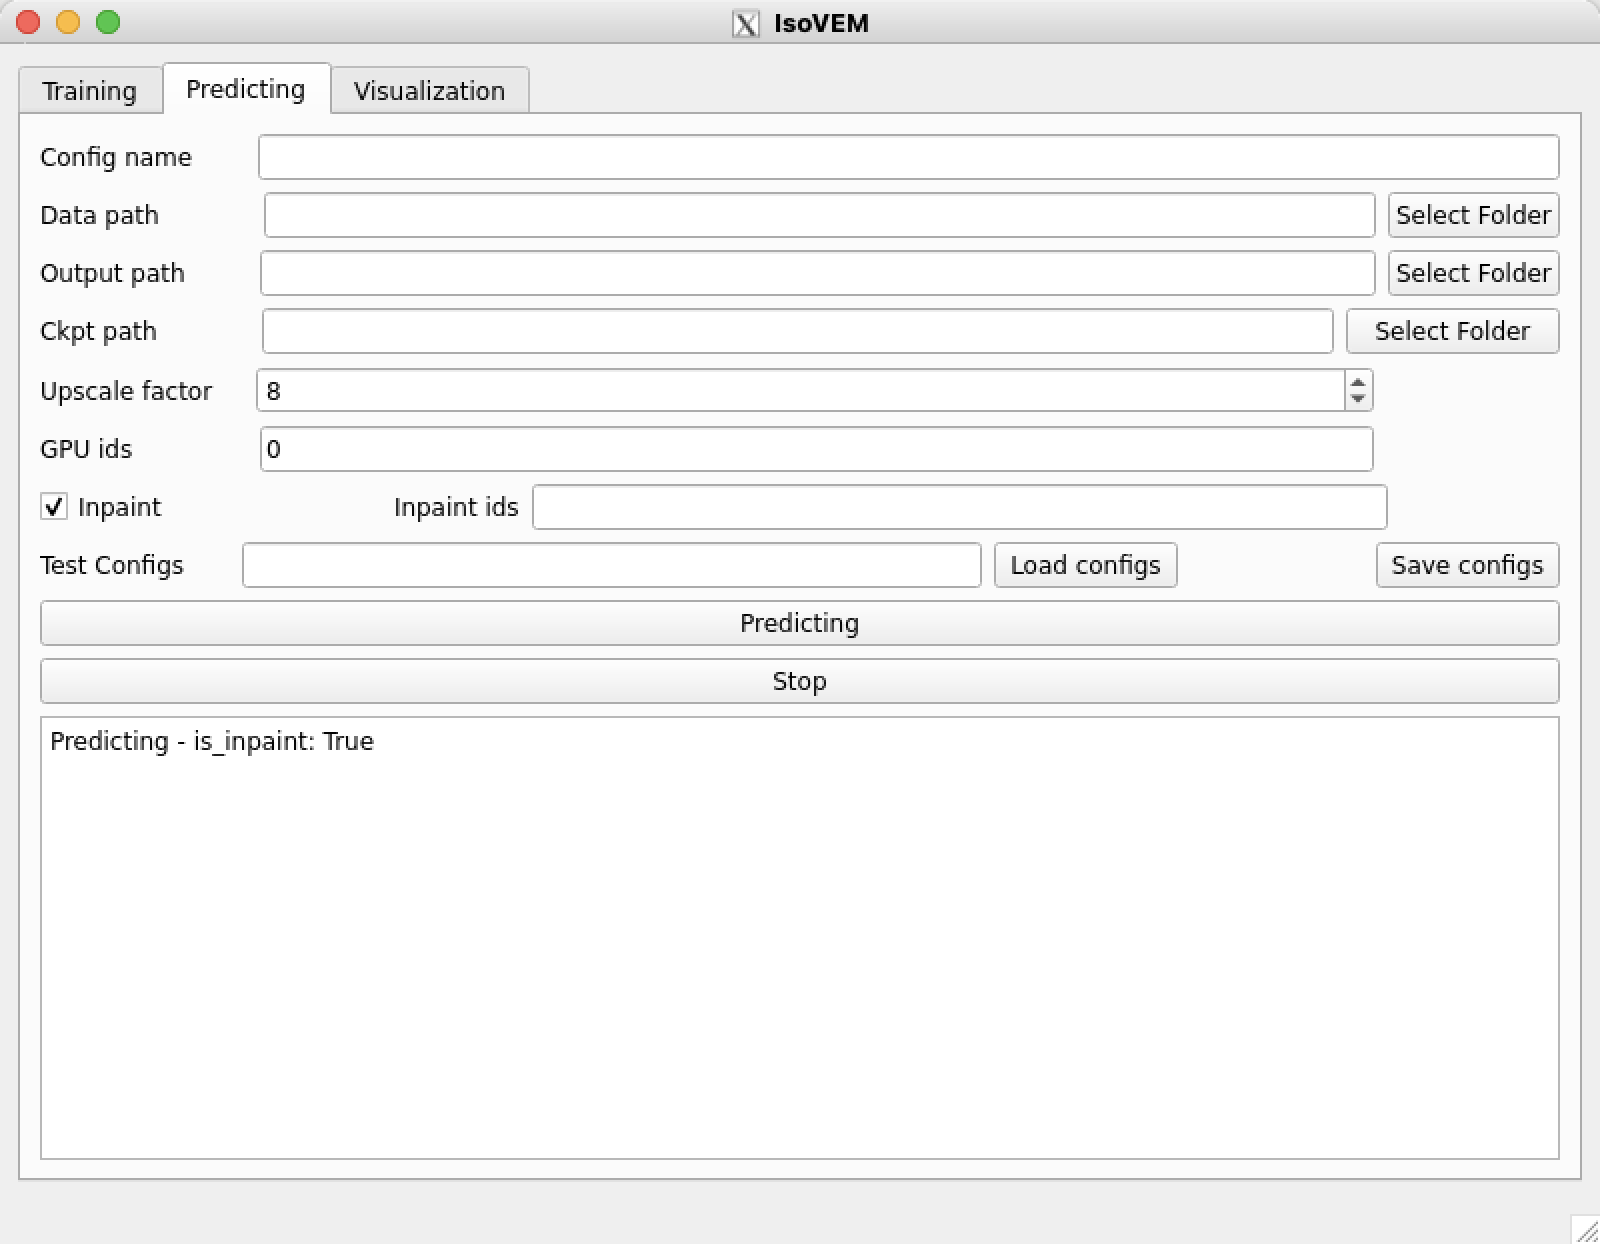 IsoVEM
Training Predicting Visualization
Config name
Data path Select Folder
Output path Select Folder
Ckpt path Select Folder
Upscale factor 8
GPU ids 0
Inpaint Inpaint ids
Test Configs Load configs Save configs
Predicting
Stop
Predicting - is_inpaint: True